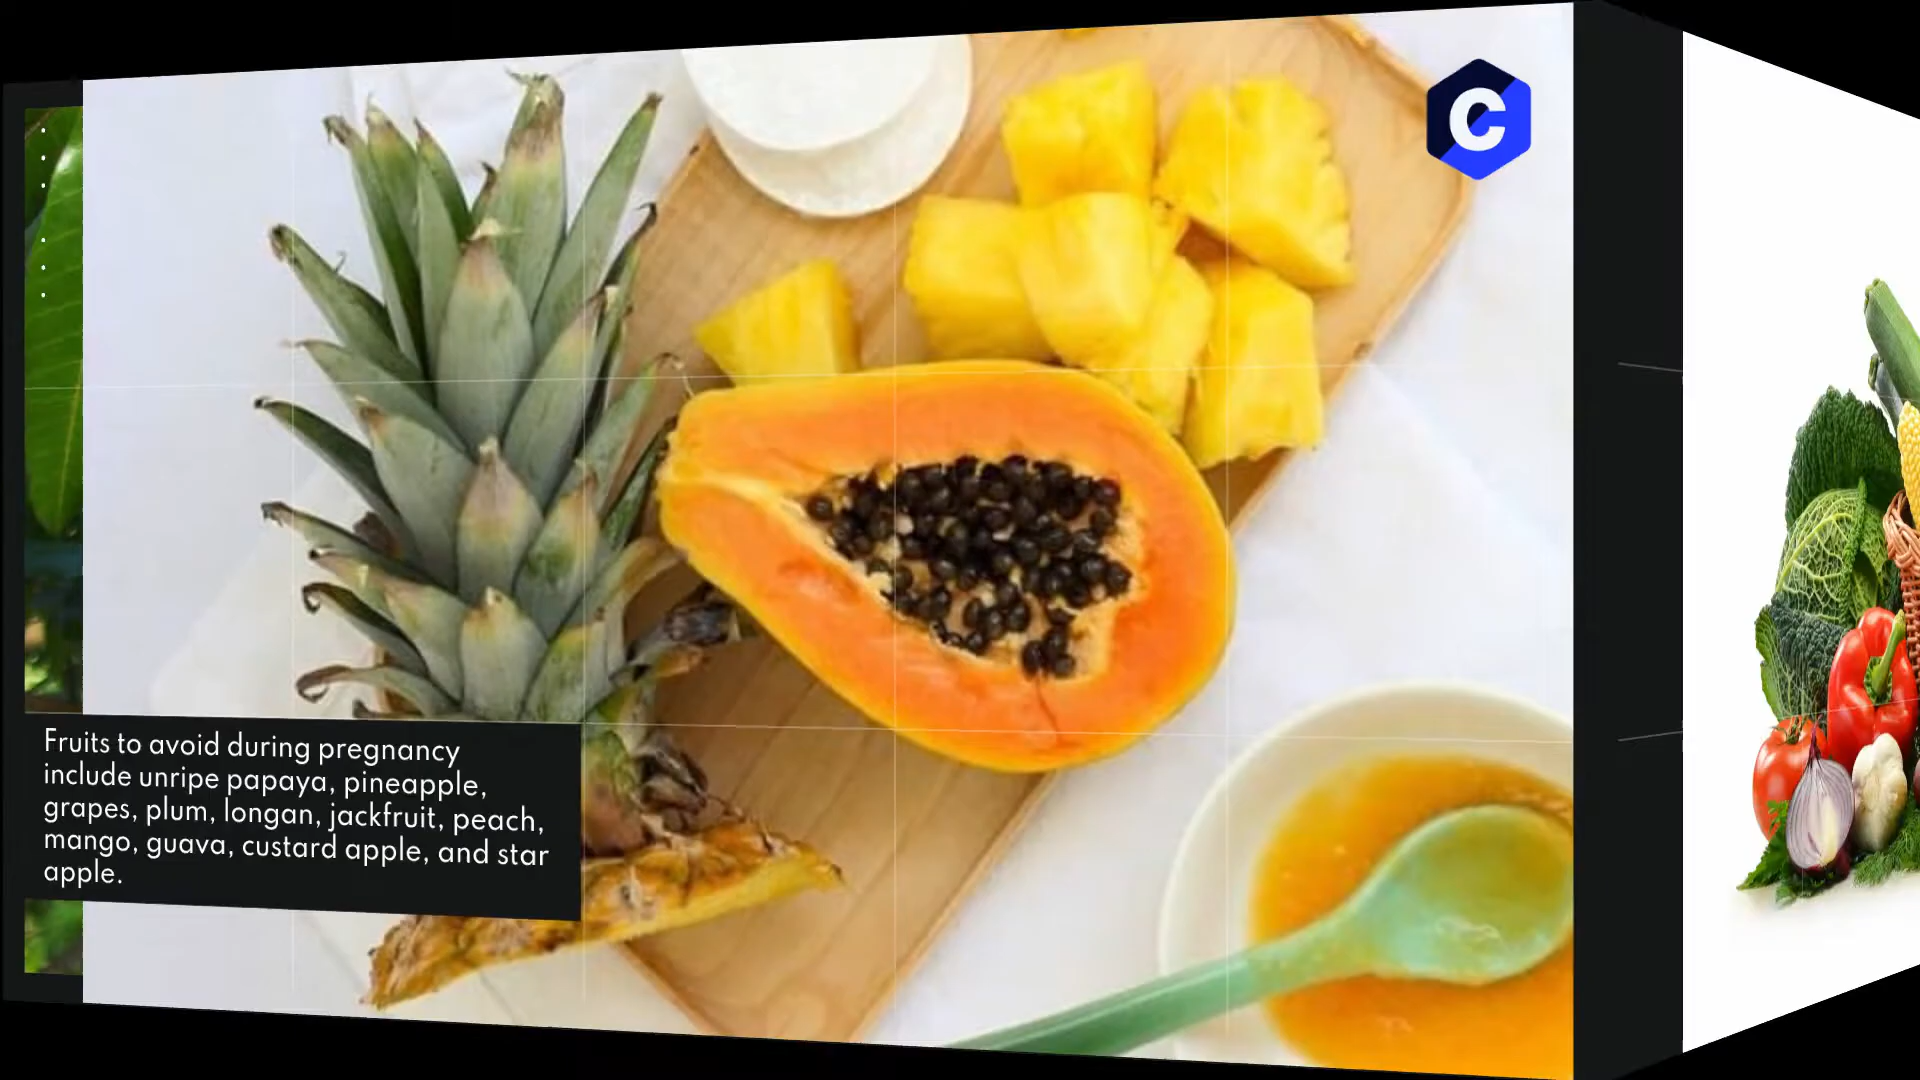 C
Fruits to avoid during pregnancy
include unripe papaya, pineapple,
grapes, plum, longan, jackfruit, peach,
mango, guava, custard apple, and star
apple.